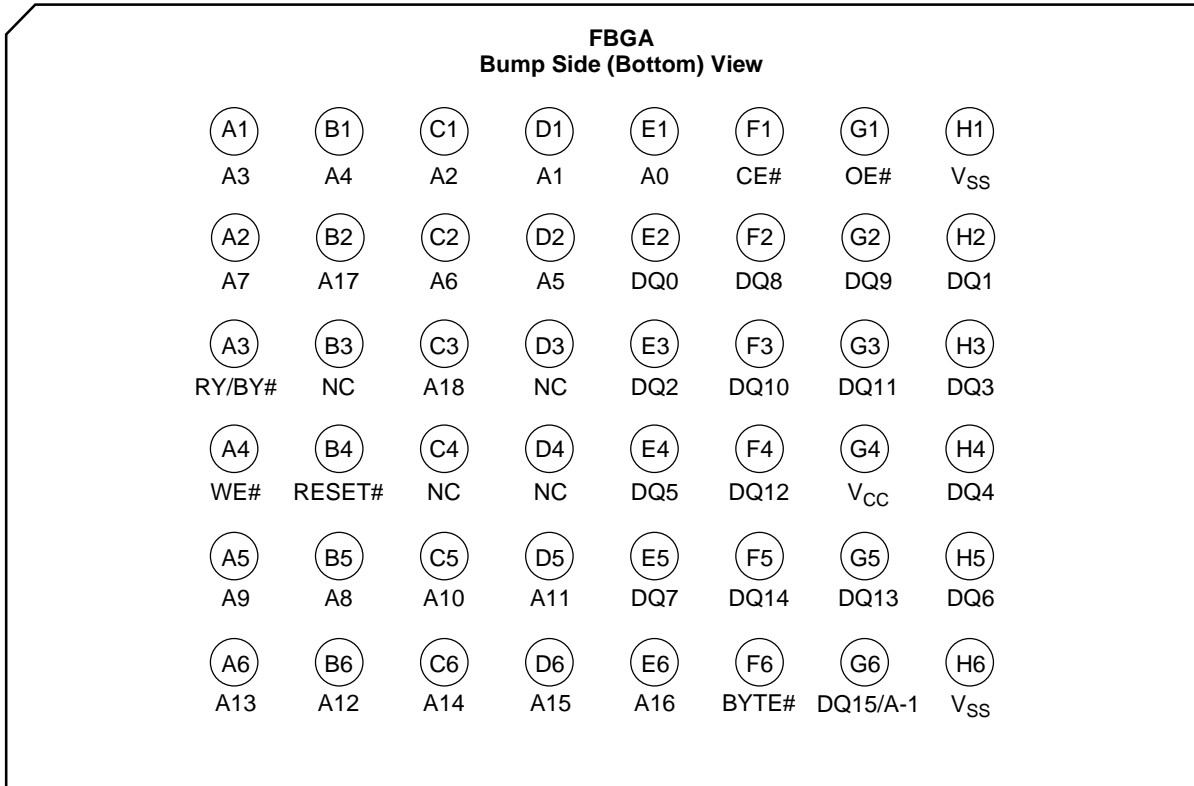 FBGA
Bump Side (Bottom) View
A1 B1 C1 D1 E1 F1 G1 H1
A3 A4 A2 A1 A0 CE# OE# VSS
A2 B2 C2 D2 E2 F2 G2 H2
A7 A17 A6 A5 DQ0 DQ8 DQ9 DQ1
A3 B3 C3 D3 E3 F3 G3 H3
RY/BY# NC A18 NC DQ2 DQ10 DQ11 DQ3
A4 B4 C4 D4 E4 F4 G4 H4
WE# RESET# NC NC DQ5 DQ12 VCC DQ4
A5 B5 C5 D5 E5 F5 G5 H5
A9 A8 A10 A11 DQ7 DQ14 DQ13 DQ6
A6 B6 C6 D6 E6 F6 G6 H6
A13 A12 A14 A15 A16 BYTE# DQ15/A-1 VSS